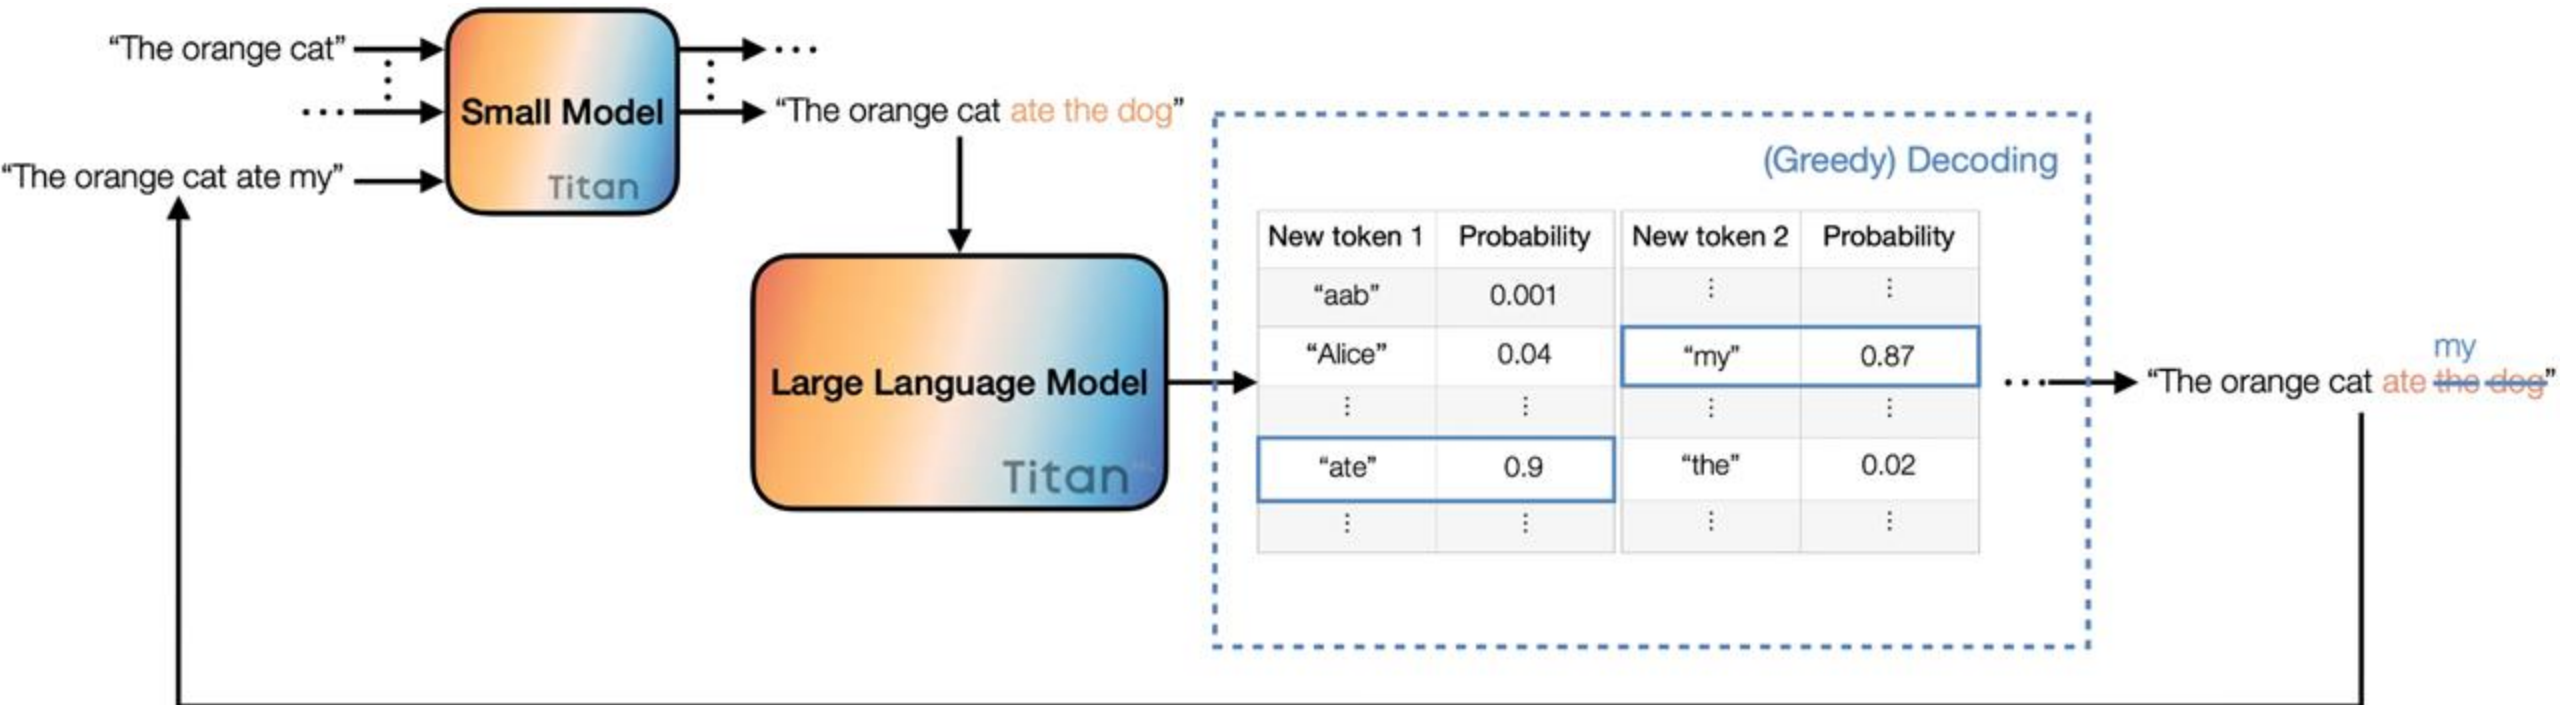 “The orange cat”
...
“The orange cat ate my”
Small Model
Titan
...
“The orange cat ate the dog”
Large Language Model
Titan
(Greedy) Decoding
New token 1 Probability New token 2 Probability
“aab” 0.001 ⋮ ⋮
“Alice” 0.04 “my” 0.87
⋮ ⋮ ⋮ ⋮
“ate” 0.9 “the” 0.02
⋮ ⋮ ⋮ ⋮
...
my
“The orange cat ate the dog”